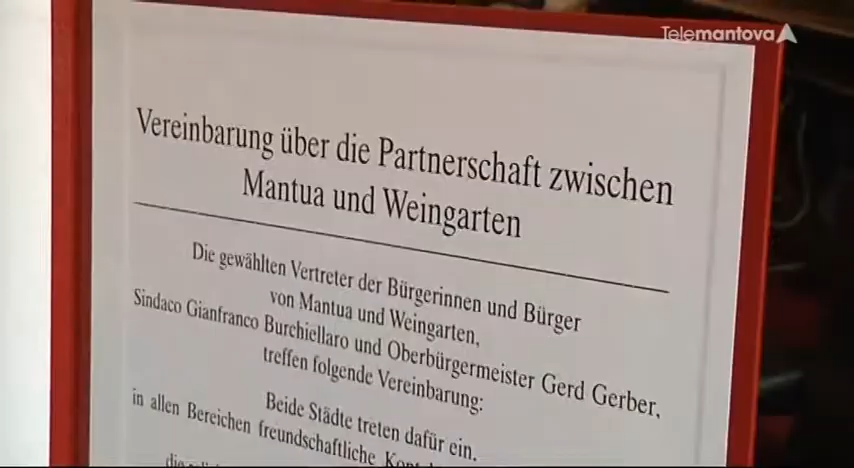 Telemantova
Vereinbarung über die Partnerschaft zwischen
Mantua und Weingarten
Die gewählten Vertreter der Bürgerinnen und Bürger
von Mantua und Weingarten,
Sindaco Gianfranco Burchiellaro und Oberbürgermeister Gerd Gerber,
treffen folgende Vereinbarung:
Beide Städte treten dafür ein.
in allen Bereichen freundschaftliche